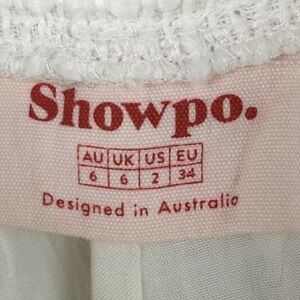 Showpo.
AU UK US EU
6 6 2 34
Designed in Australia